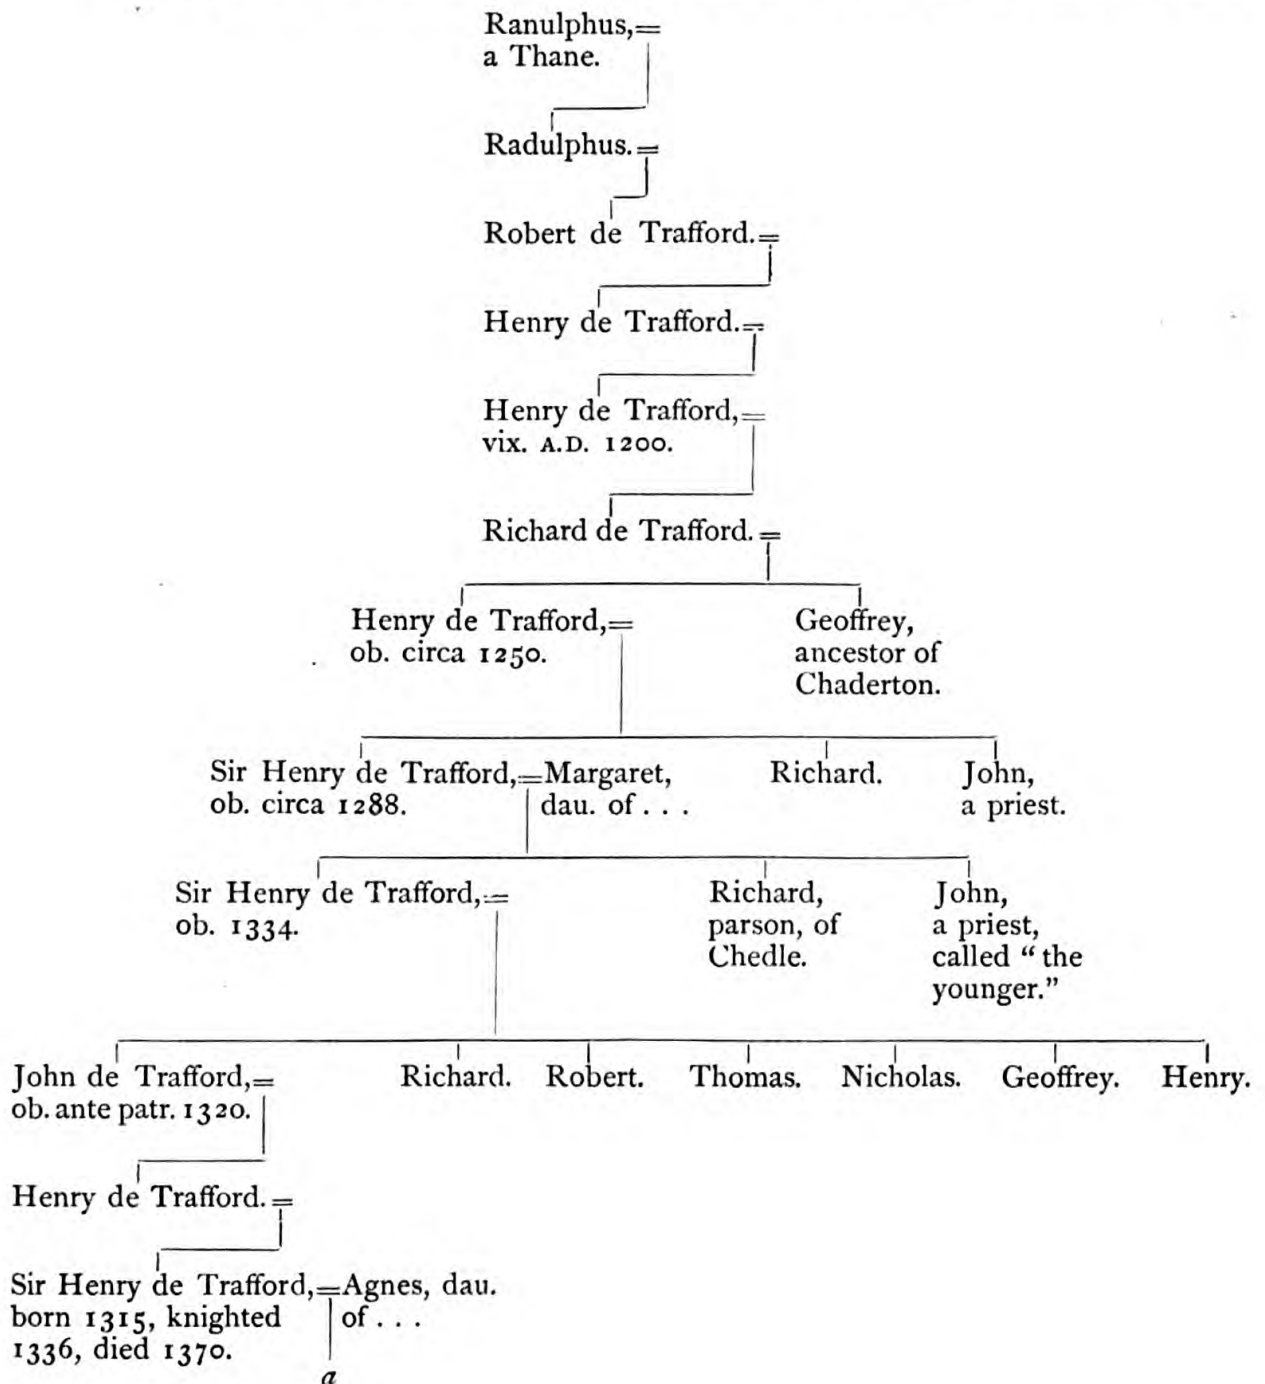 Ranulphus,=
a Thane.
Radulphus.=
Robert de Trafford.=
Henry de Trafford.=
Henry de Trafford,=
vix. A.D. 1200.
Richard de Trafford.=
Henry de Trafford,=
ob. circa 1250.
Geoffrey,
ancestor of
Chaderton.
Sir Henry de Trafford,=Margaret,
ob. circa 1288.
dau. of . . .
Richard.
John,
a priest.
Sir Henry de Trafford,=
ob. 1334.
Richard,
parson, of
Chedle.
John,
a priest,
called “the
younger.”
John de Trafford,=
ob. ante patr. 1320.
Richard.
Robert.
Thomas.
Nicholas.
Geoffrey.
Henry.
Henry de Trafford.=
Sir Henry de Trafford,=Agnes, dau.
born 1315, knighted
of . . .
1336, died 1370.
a